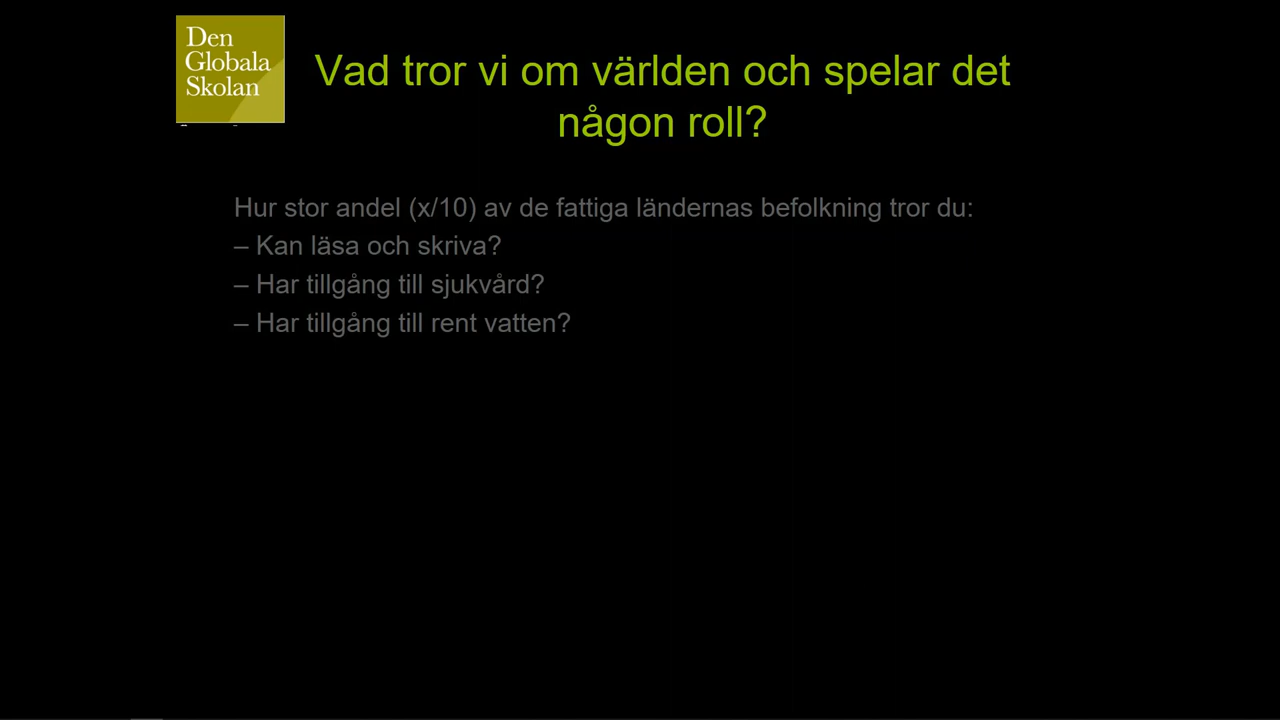 Den
Globala
Skolan
Vad tror vi om världen och spelar det
någon roll?
Hur stor andel (x/10) av de fattiga ländernas befolkning tror du:
– Kan läsa och skriva?
– Har tillgång till sjukvård?
– Har tillgång till rent vatten?